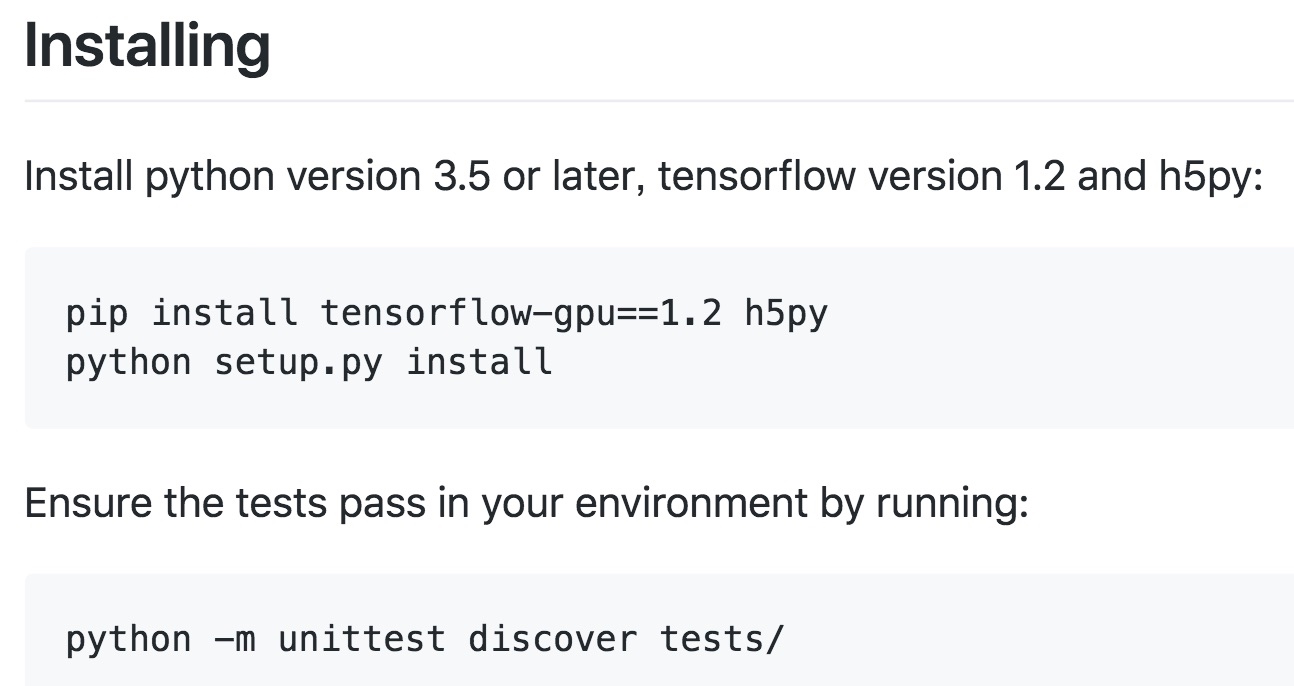 Installing
Install python version 3.5 or later, tensorflow version 1.2 and h5py:
pip install tensorflow-gpu==1.2 h5py
python setup.py install
Ensure the tests pass in your environment by running:
python -m unittest discover tests/